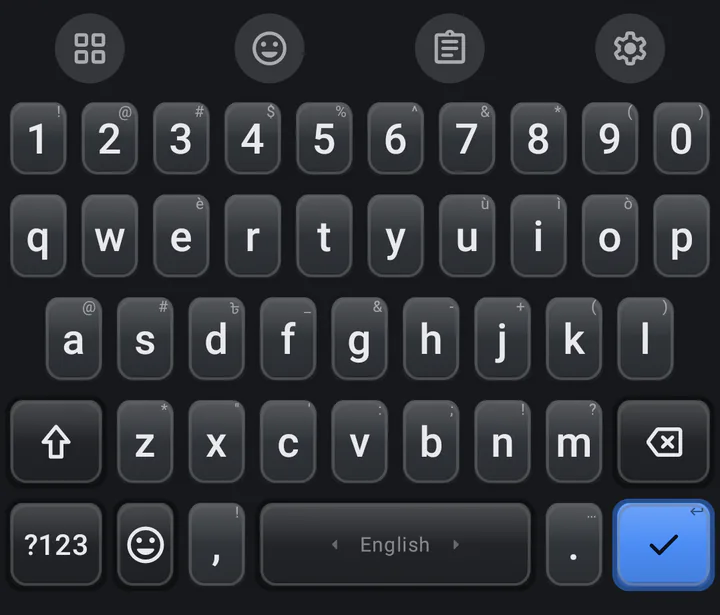 ! @ # $ % ^ & * ( )
1 2 3 4 5 6 7 8 9 0
è ù ì ò
q w e r t y u i o p
@ # _ & - + ( )
a s d f g h j k l
* " ' : ; ! ?
z x c v b n m
! …
?123 , English .